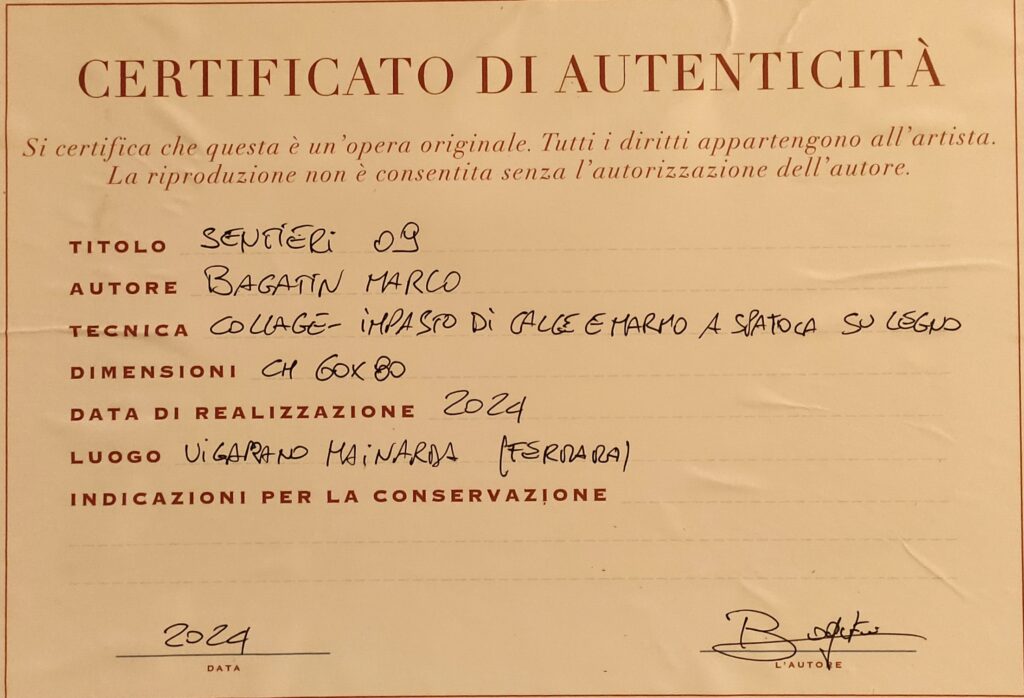 CERTIFICATO DI AUTENTICITÀ
Si certifica che questa è un'opera originale. Tutti i diritti appartengono all'artista.
La riproduzione non è consentita senza l'autorizzazione dell'autore.
TITOLO SENTIERI 09
AUTORE BAGATIN MARCO
TECNICA COLLAGE- IMPASTO DI CALCE E MARMO A SPATOLA SU LEGNO
DIMENSIONI CM 60X80
DATA DI REALIZZAZIONE 2024
LUOGO VIGARANO MAINARDA (FERRARA)
INDICAZIONI PER LA CONSERVAZIONE
2024 Bagatin
DATA L'AUTORE